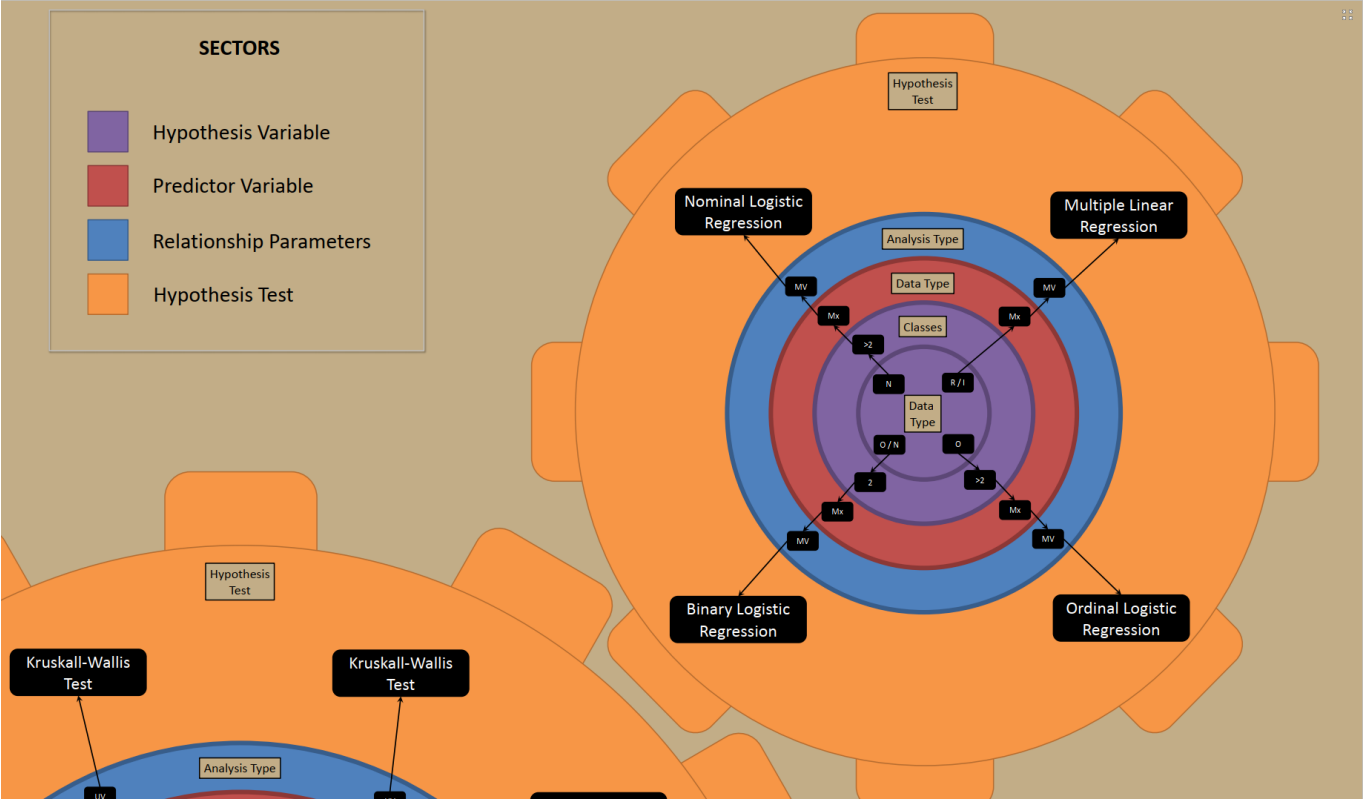 SECTORS
Hypothesis Variable
Predictor Variable
Relationship Parameters
Hypothesis Test
Hypothesis
Test
Nominal Logistic
Regression
Multiple Linear
Regression
Analysis Type
MV
MV
Data Type
Mx
Mx
Classes
>2
N
R / I
Data
Type
O / N
O
2
>2
Mx
Mx
MV
MV
Binary Logistic
Regression
Ordinal Logistic
Regression
Hypothesis
Test
Kruskall-Wallis
Test
Kruskall-Wallis
Test
Analysis Type
UV